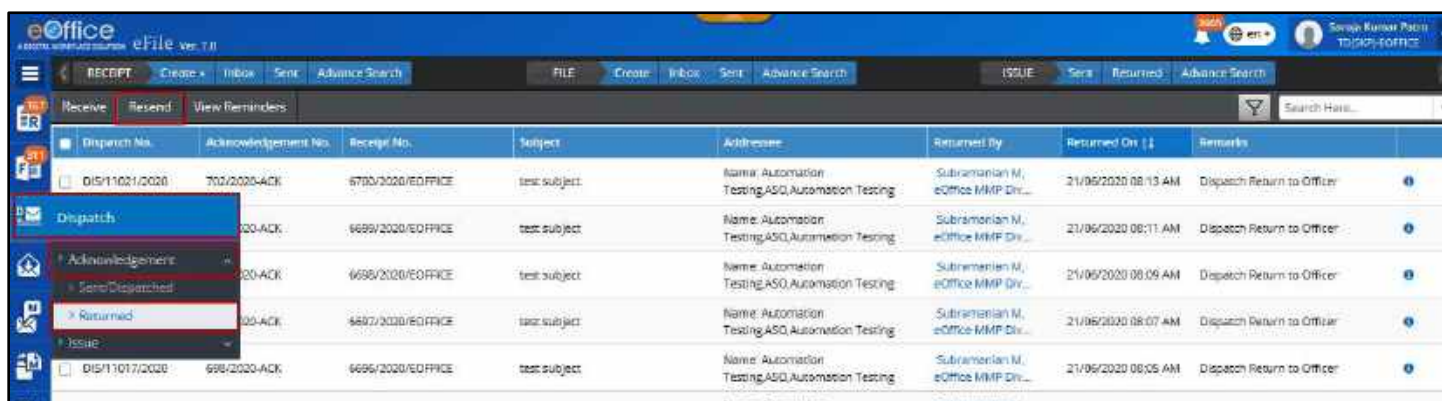 eOffice
A DIGITAL WORKPLACE SOLUTION eFile Ver. 7.0
en
Saroja Kumar Patro
RECEIPT Create Inbox Sent Advance Search FILE Create Inbox Sent Advance Search ISSUE Sent Returned Advance Search
Receive Resend View Reminders Search Here...
Dispatch No. Acknowledgement No. Receipt No. Subject Addressee Returned By Returned On Remarks
DIS/11021/2020 702/2020-ACK 6700/2020/EOFFICE test subject Name: Automation Testing,ASO,Automation Testing Subramanian M, eOffice MMP Div... 21/06/2020 08:13 AM Dispatch Return to Officer
Dispatch
020-ACK 6699/2020/EOFFICE test subject Name: Automation Testing,ASO,Automation Testing Subramanian M, eOffice MMP Div... 21/06/2020 08:11 AM Dispatch Return to Officer
Acknowledgement
Sent/Dispatched
020-ACK 6698/2020/EOFFICE test subject Name: Automation Testing,ASO,Automation Testing Subramanian M, eOffice MMP Div... 21/06/2020 08:09 AM Dispatch Return to Officer
Returned
020-ACK 6697/2020/EOFFICE test subject Name: Automation Testing,ASO,Automation Testing Subramanian M, eOffice MMP Div... 21/06/2020 08:07 AM Dispatch Return to Officer
Issue
DIS/11017/2020 698/2020-ACK 6696/2020/EOFFICE test subject Name: Automation Testing,ASO,Automation Testing Subramanian M, eOffice MMP Div... 21/06/2020 08:05 AM Dispatch Return to Officer